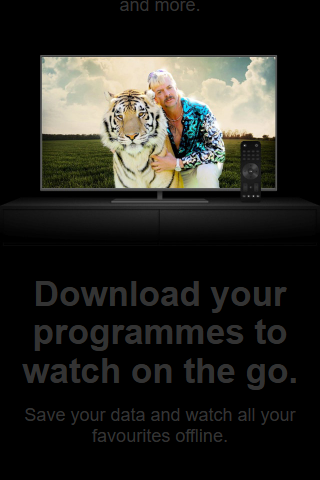 and more.
Download your
programmes to
watch on the go.
Save your data and watch all your
favourites offline.